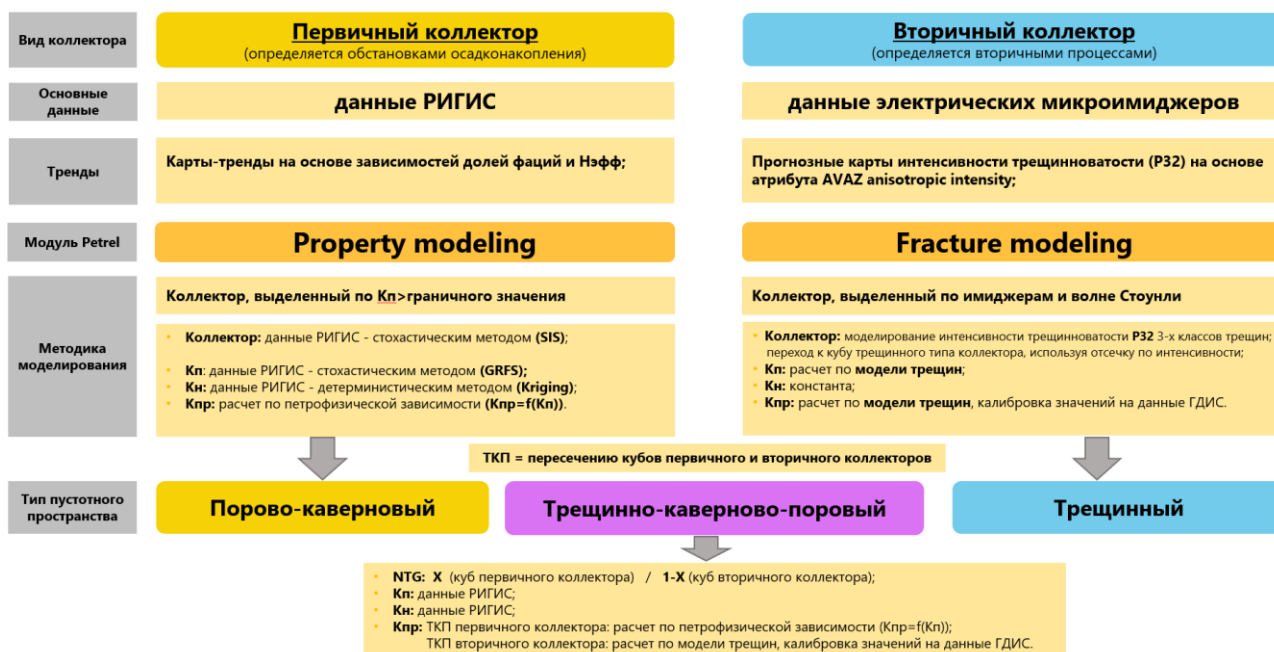 Вид коллектора
Первичный коллектор
(определяется обстановками осадконакопления)
Вторичный коллектор
(определяется вторичными процессами)
Основные
данные
данные РИГИС
данные электрических микроимиджеров
Тренды
Карты-тренды на основе зависимостей долей фаций и Нэфф;
Прогнозные карты интенсивности трещинноватости (P32) на основе
атрибута AVAZ anisotropic intensity;
Модуль Petrel
Property modeling
Fracture modeling
Методика
моделирования
Коллектор, выделенный по Кп>граничного значения
• Коллектор: данные РИГИС - стохастическим методом (SIS);
• Кп: данные РИГИС - стохастическим методом (GRFS);
• Кн: данные РИГИС - детерминистическим методом (Kriging);
• Кпр: расчет по петрофизической зависимости (Кпр=f(Кп)).
Коллектор, выделенный по имиджерам и волне Стоунли
• Коллектор: моделирование интенсивности трещинноватости P32 3-х классов трещин;
переход к кубу трещинного типа коллектора, используя отсечку по интенсивности;
• Кп: расчет по модели трещин;
• Кн: константа;
• Кпр: расчет по модели трещин, калибровка значений на данные ГДИС.
ТКП = пересечению кубов первичного и вторичного коллекторов
Тип пустотного
пространства
Порово-каверновый
Трещинно-каверново-поровый
Трещинный
• NTG: X (куб первичного коллектора) / 1-X (куб вторичного коллектора);
• Кп: данные РИГИС;
• Кн: данные РИГИС;
• Кпр: ТКП первичного коллектора: расчет по петрофизической зависимости (Кпр=f(Кп));
ТКП вторичного коллектора: расчет по модели трещин, калибровка значений на данные ГДИС.